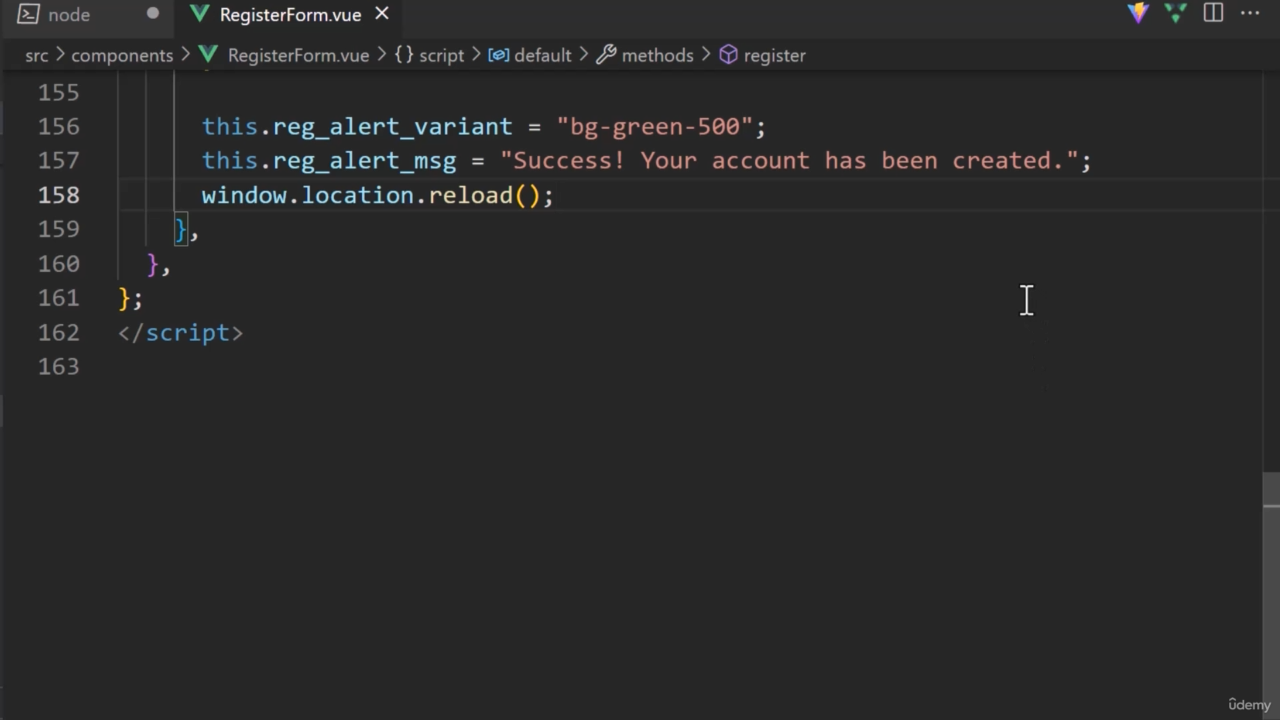 node RegisterForm.vue
src > components > RegisterForm.vue > {} script > default > methods > register
155
156 this.reg_alert_variant = "bg-green-500";
157 this.reg_alert_msg = "Success! Your account has been created.";
158 window.location.reload();
159 },
160 },
161 };
162 </script>
163
ûdemy